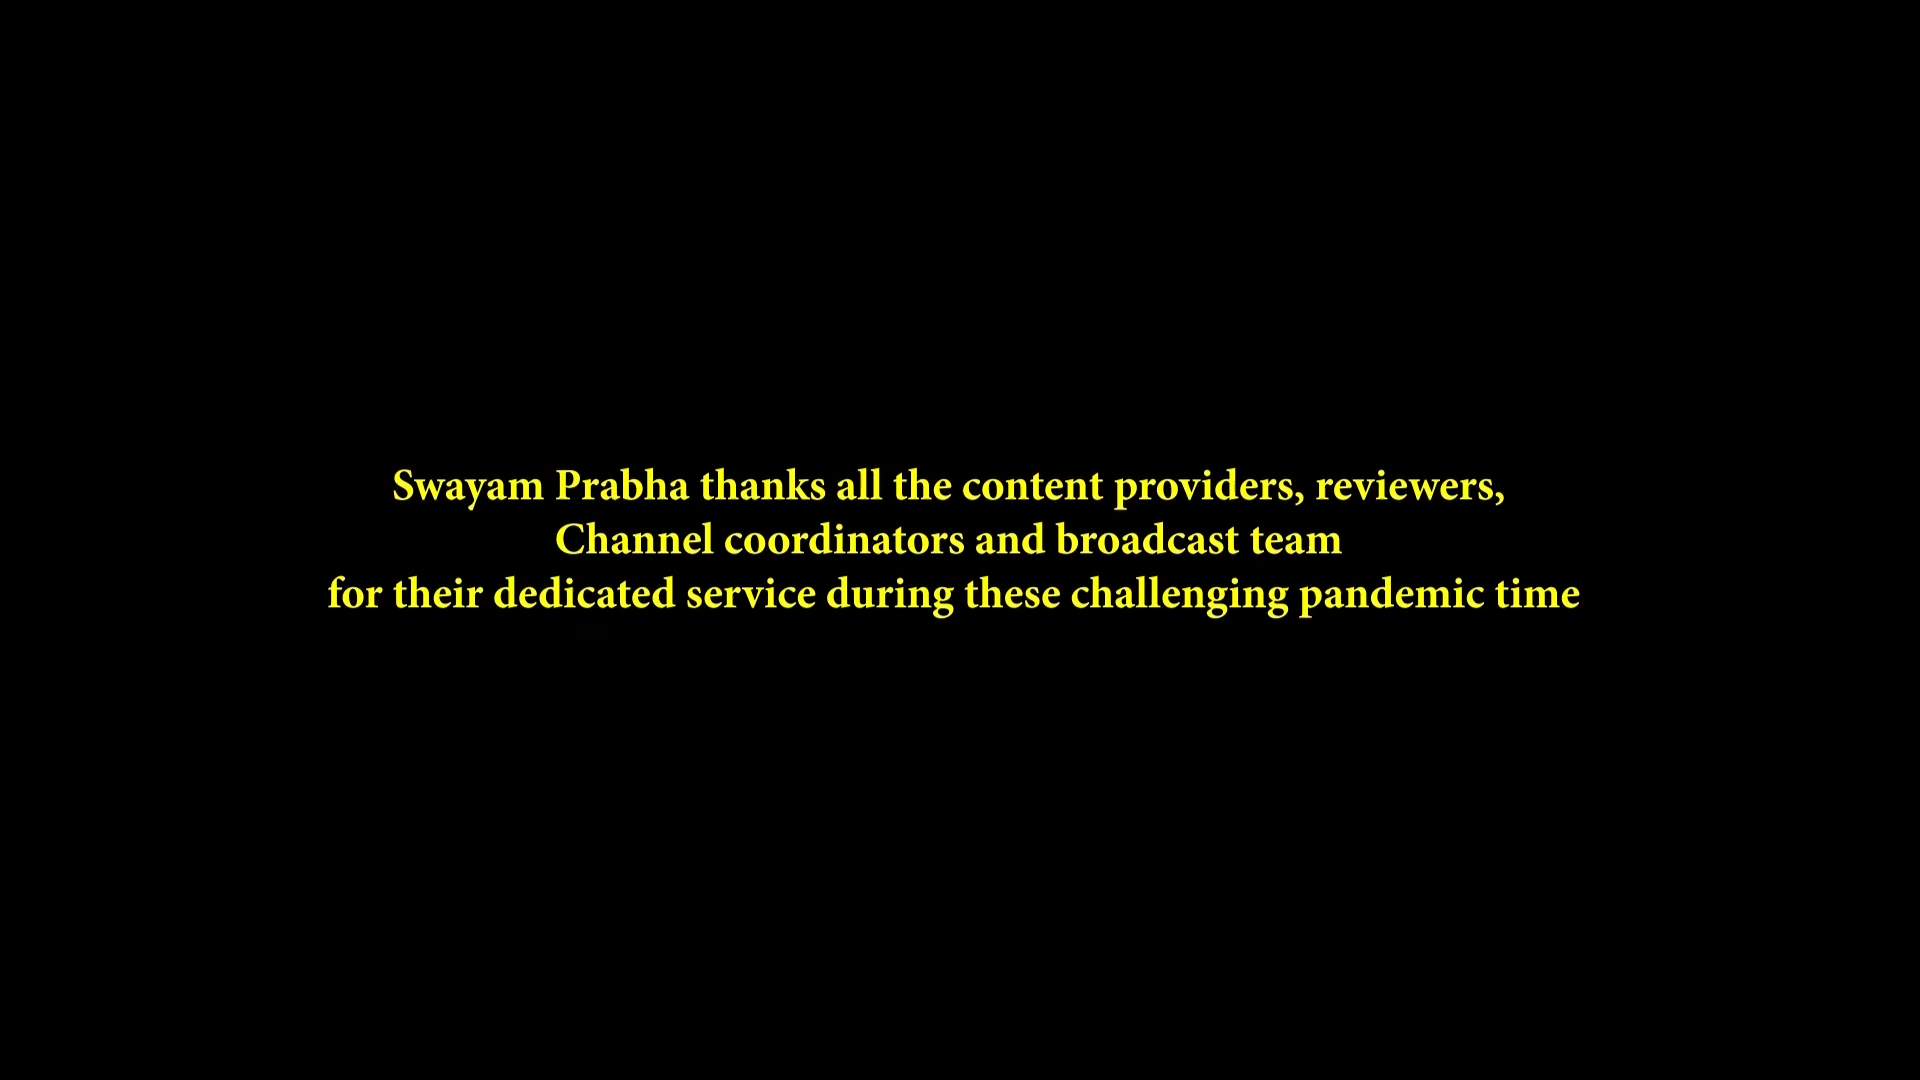 Swayam Prabha thanks all the content providers, reviewers,
Channel coordinators and broadcast team
for their dedicated service during these challenging pandemic time